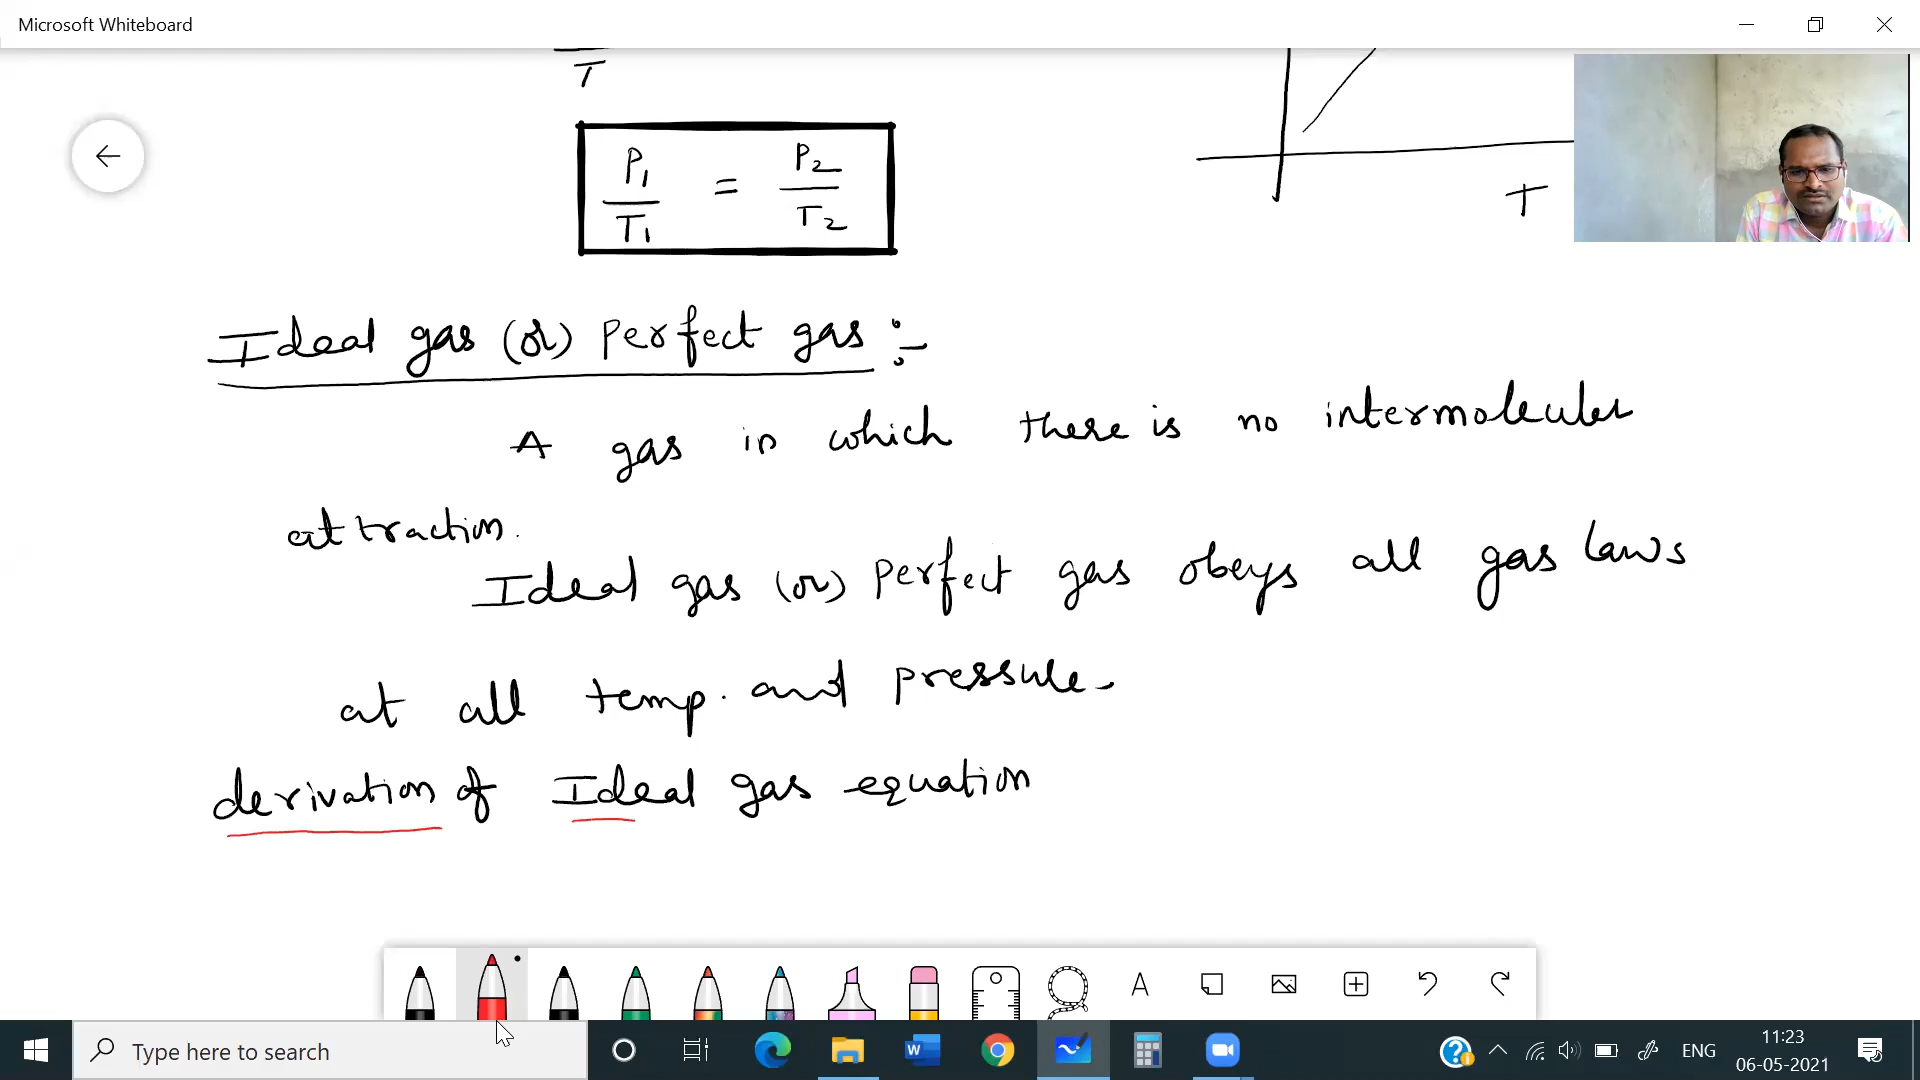 Microsoft Whiteboard
T
P1/T1 = P2/T2
T
Ideal gas (or) perfect gas :-
A gas in which there is no intermolecular
attraction.
Ideal gas (or) perfect gas obeys all gas laws
at all temp. and pressure.
derivation of Ideal gas equation
A
Type here to search
ENG
11:23
06-05-2021